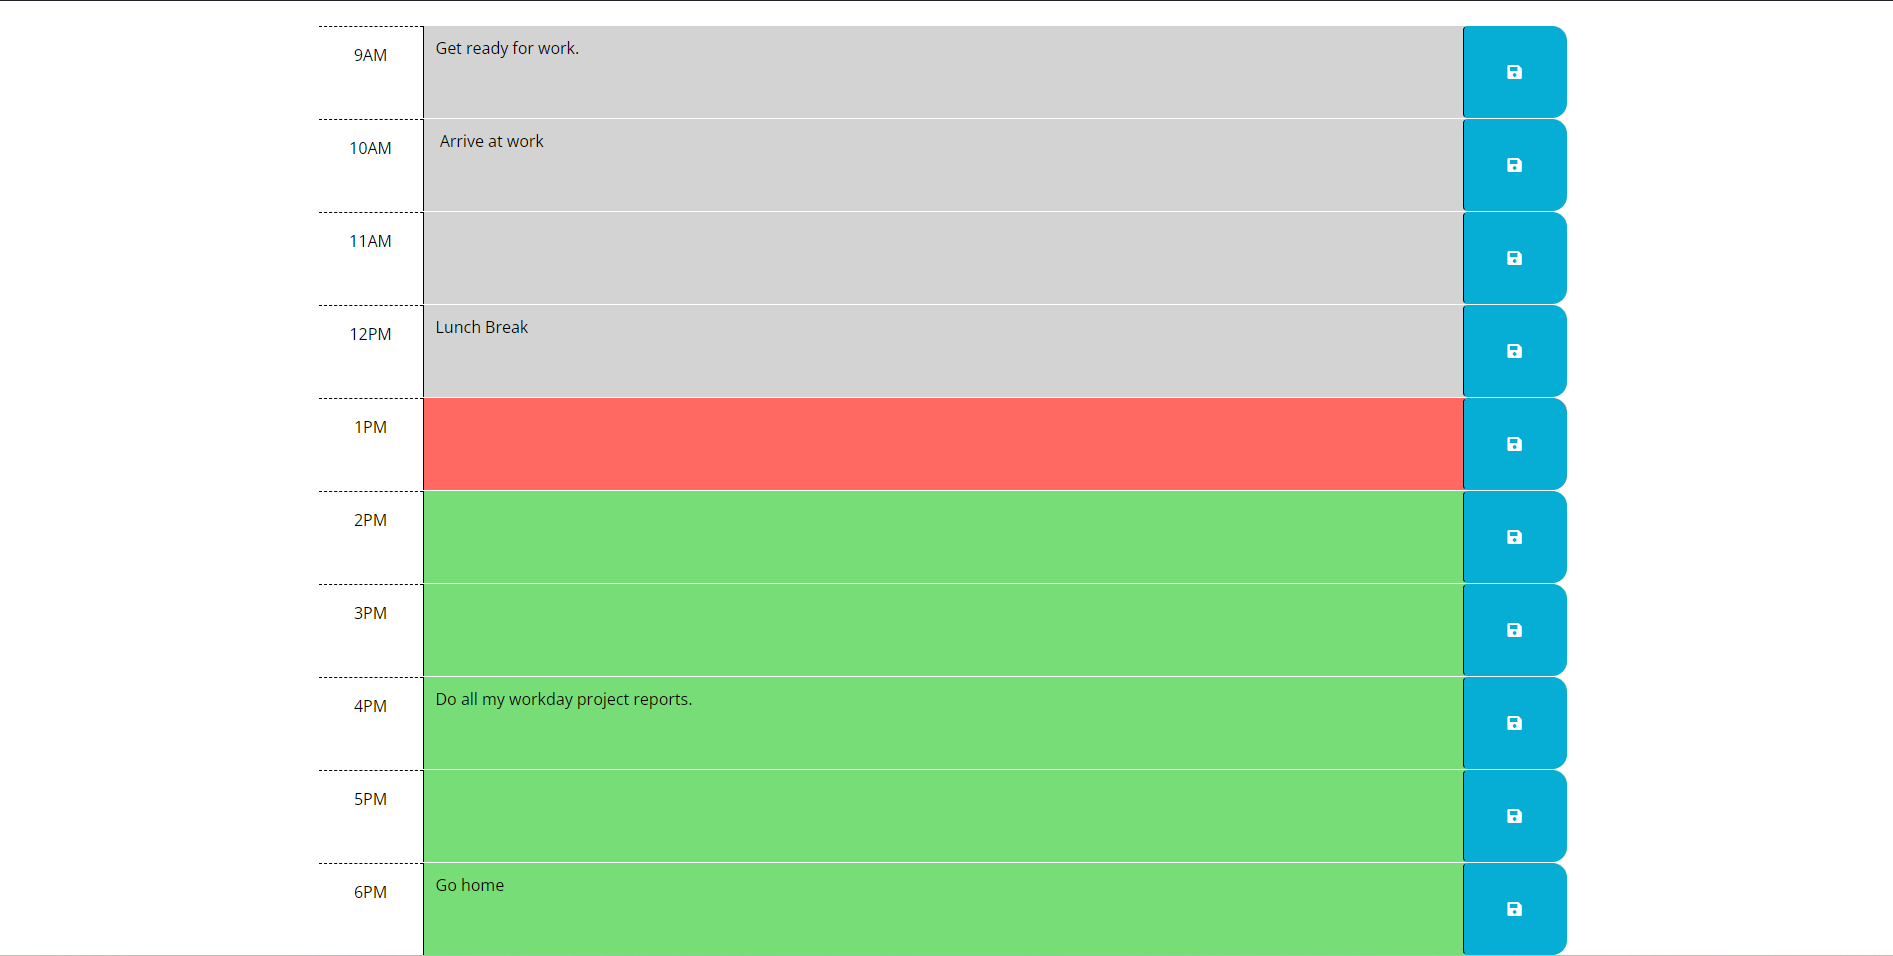 9AM
Get ready for work.
10AM
Arrive at work
11AM
12PM
Lunch Break
1PM
2PM
3PM
4PM
Do all my workday project reports.
5PM
6PM
Go home